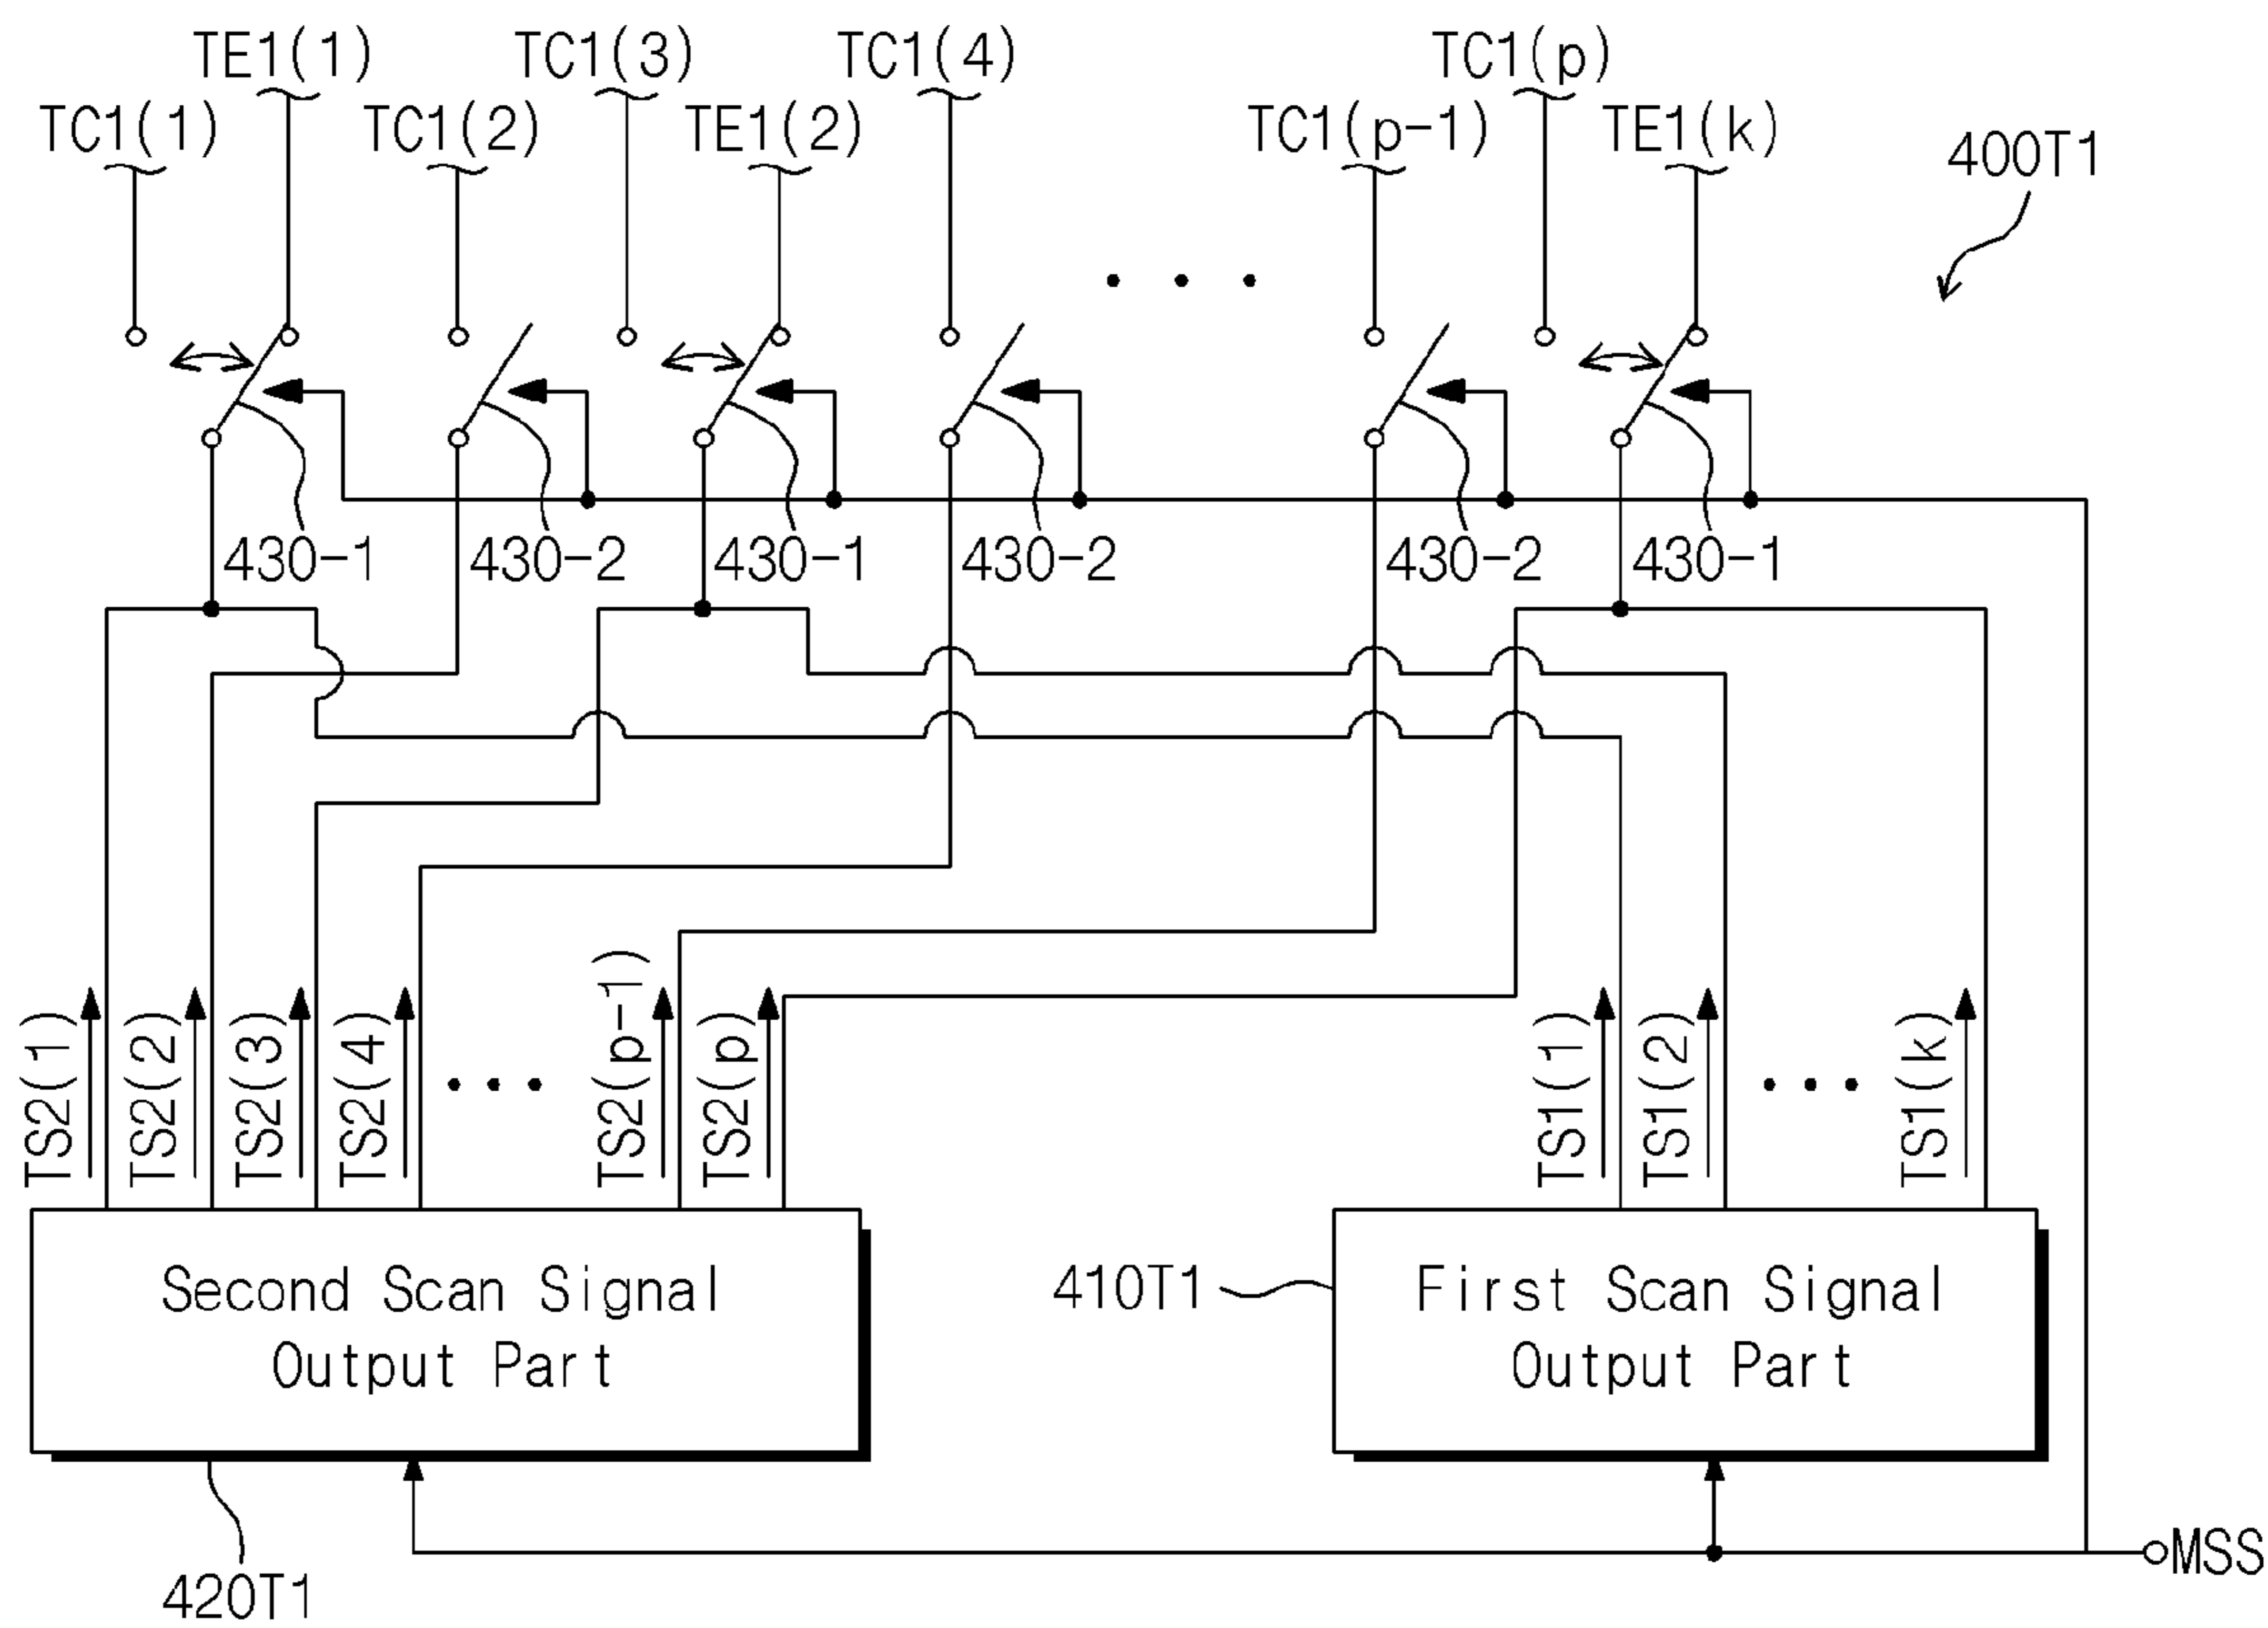 TE1(1) TC1(3) TC1(4) TC1(p)
TC1(1) TC1(2) TE1(2) TC1(p-1) TE1(k)
400T1
430-1 430-2 430-1 430-2 430-2 430-1
TS2(1) TS2(2) TS2(3) TS2(4) TS2(p-1) TS2(p) TS1(1) TS1(2) TS1(k)
Second Scan Signal
Output Part
410T1
First Scan Signal
Output Part
MSS
420T1